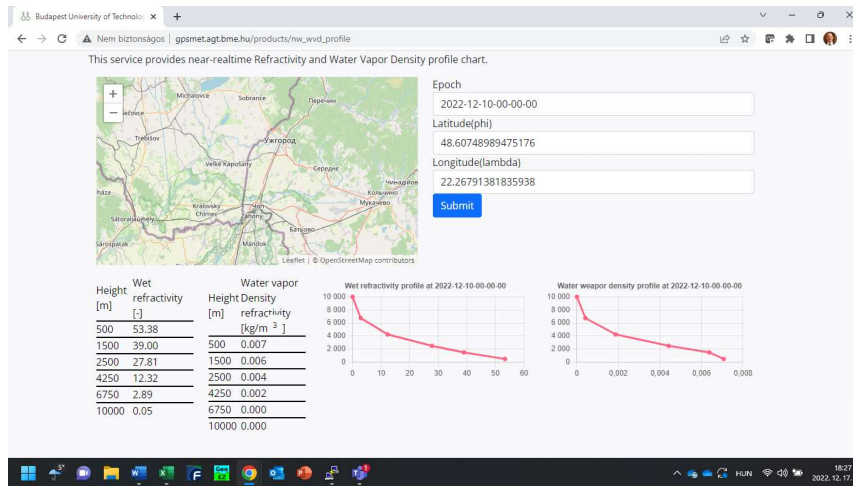 Budapest University of Technolo
Nem biztonságos | gpsmet.agt.bme.hu/products/nw_wvd_profile
This service provides near-realtime Refractivity and Water Vapor Density profile chart.
+
−
Michalovce
Sobrance
Перечин
Trebišov
Ужгород
Veľké Kapušany
Середнє
Чинадійов
Кольчино
Мукачево
Kráľovský
Chlmec
Чоп
Záhony
Sátoraljaújhely
Батьово
Sárospatak
Mándok
háza
Leaflet | © OpenStreetMap contributors
Epoch
2022-12-10-00-00-00
Latitude(phi)
48.60748989475176
Longitude(lambda)
22.26791381835938
Submit
Height [m] Wet refractivity [-]
500 53.38
1500 39.00
2500 27.81
4250 12.32
6750 2.89
10000 0.05
Height [m] Water vapor Density refractivity [kg/m 3 ]
500 0.007
1500 0.006
2500 0.004
4250 0.002
6750 0.000
10000 0.000
Wet refractivity profile at 2022-12-10-00-00-00
10 000
8 000
6 000
4 000
2 000
0
0 10 20 30 40 50 60
Water weapor density profile at 2022-12-10-00-00-00
10 000
8 000
6 000
4 000
2 000
0
0 0,002 0,004 0,006 0,008
5°
Geo
EZ
1
HUN
18:27
2022. 12. 17.